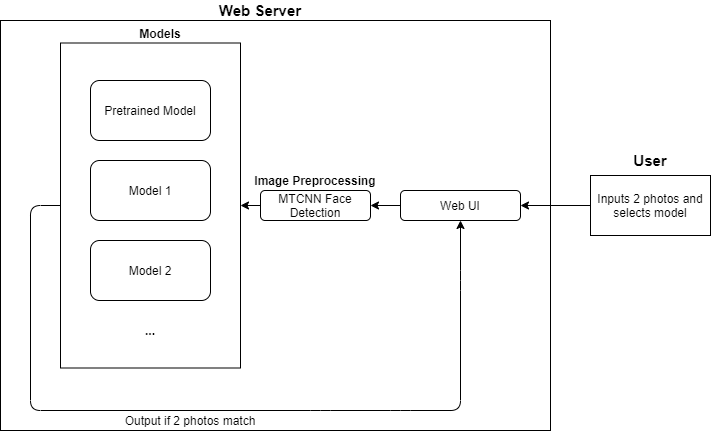 Web Server
Models
Pretrained Model
Model 1
Model 2
...
Image Preprocessing
MTCNN Face
Detection
Web UI
User
Inputs 2 photos and
selects model
Output if 2 photos match